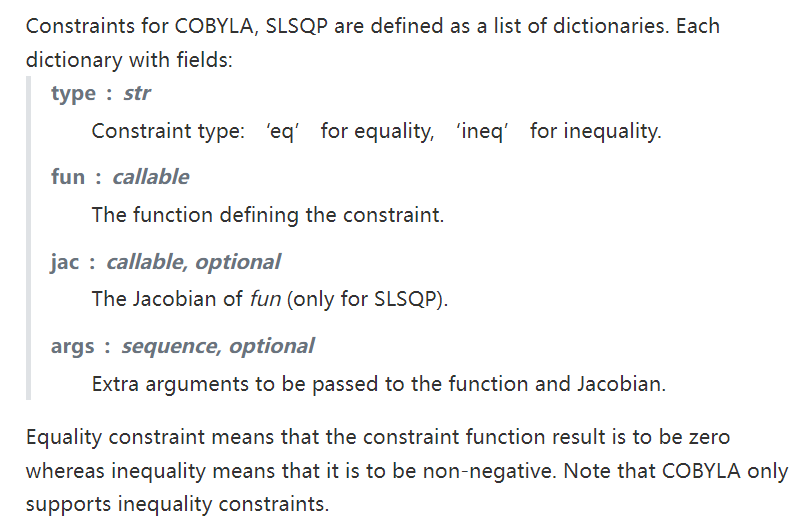 Constraints for COBYLA, SLSQP are defined as a list of dictionaries. Each
dictionary with fields:
type : str
Constraint type: ‘eq’ for equality, ‘ineq’ for inequality.
fun : callable
The function defining the constraint.
jac : callable, optional
The Jacobian of fun (only for SLSQP).
args : sequence, optional
Extra arguments to be passed to the function and Jacobian.
Equality constraint means that the constraint function result is to be zero
whereas inequality means that it is to be non-negative. Note that COBYLA only
supports inequality constraints.